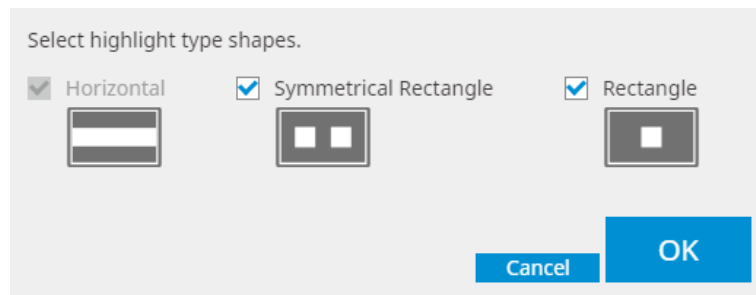 Select highlight type shapes.
Horizontal
Symmetrical Rectangle
Rectangle
Cancel
OK